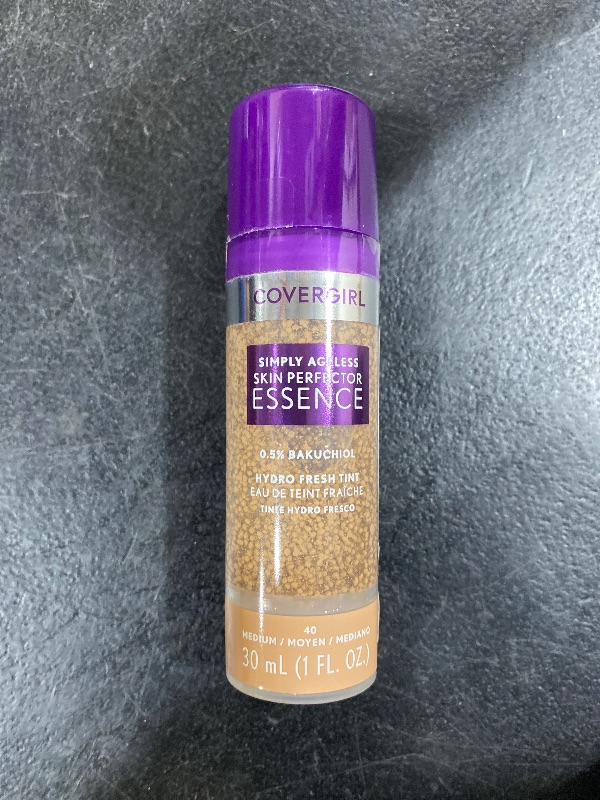 COVERGIRL
SIMPLY AGELESS
SKIN PERFECTOR
ESSENCE
0.5% BAKUCHIOL
HYDRO FRESH TINT
EAU DE TEINT FRAÎCHE
TINTE HYDRO FRESCO
40
MEDIUM / MOYEN / MEDIANO
30 mL (1 FL. OZ.)